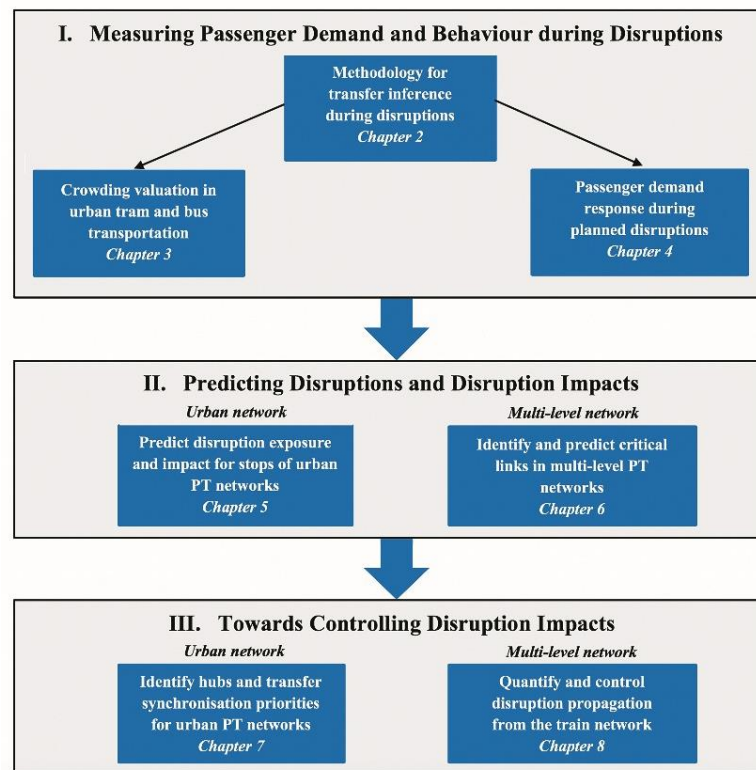 I. Measuring Passenger Demand and Behaviour during Disruptions
Methodology for
transfer inference
during disruptions
Chapter 2
Crowding valuation in
urban tram and bus
transportation
Chapter 3
Passenger demand
response during
planned disruptions
Chapter 4
II. Predicting Disruptions and Disruption Impacts
Urban network
Predict disruption exposure
and impact for stops of urban
PT networks
Chapter 5
Multi-level network
Identify and predict critical
links in multi-level PT
networks
Chapter 6
III. Towards Controlling Disruption Impacts
Urban network
Identify hubs and transfer
synchronisation priorities
for urban PT networks
Chapter 7
Multi-level network
Quantify and control
disruption propagation
from the train network
Chapter 8